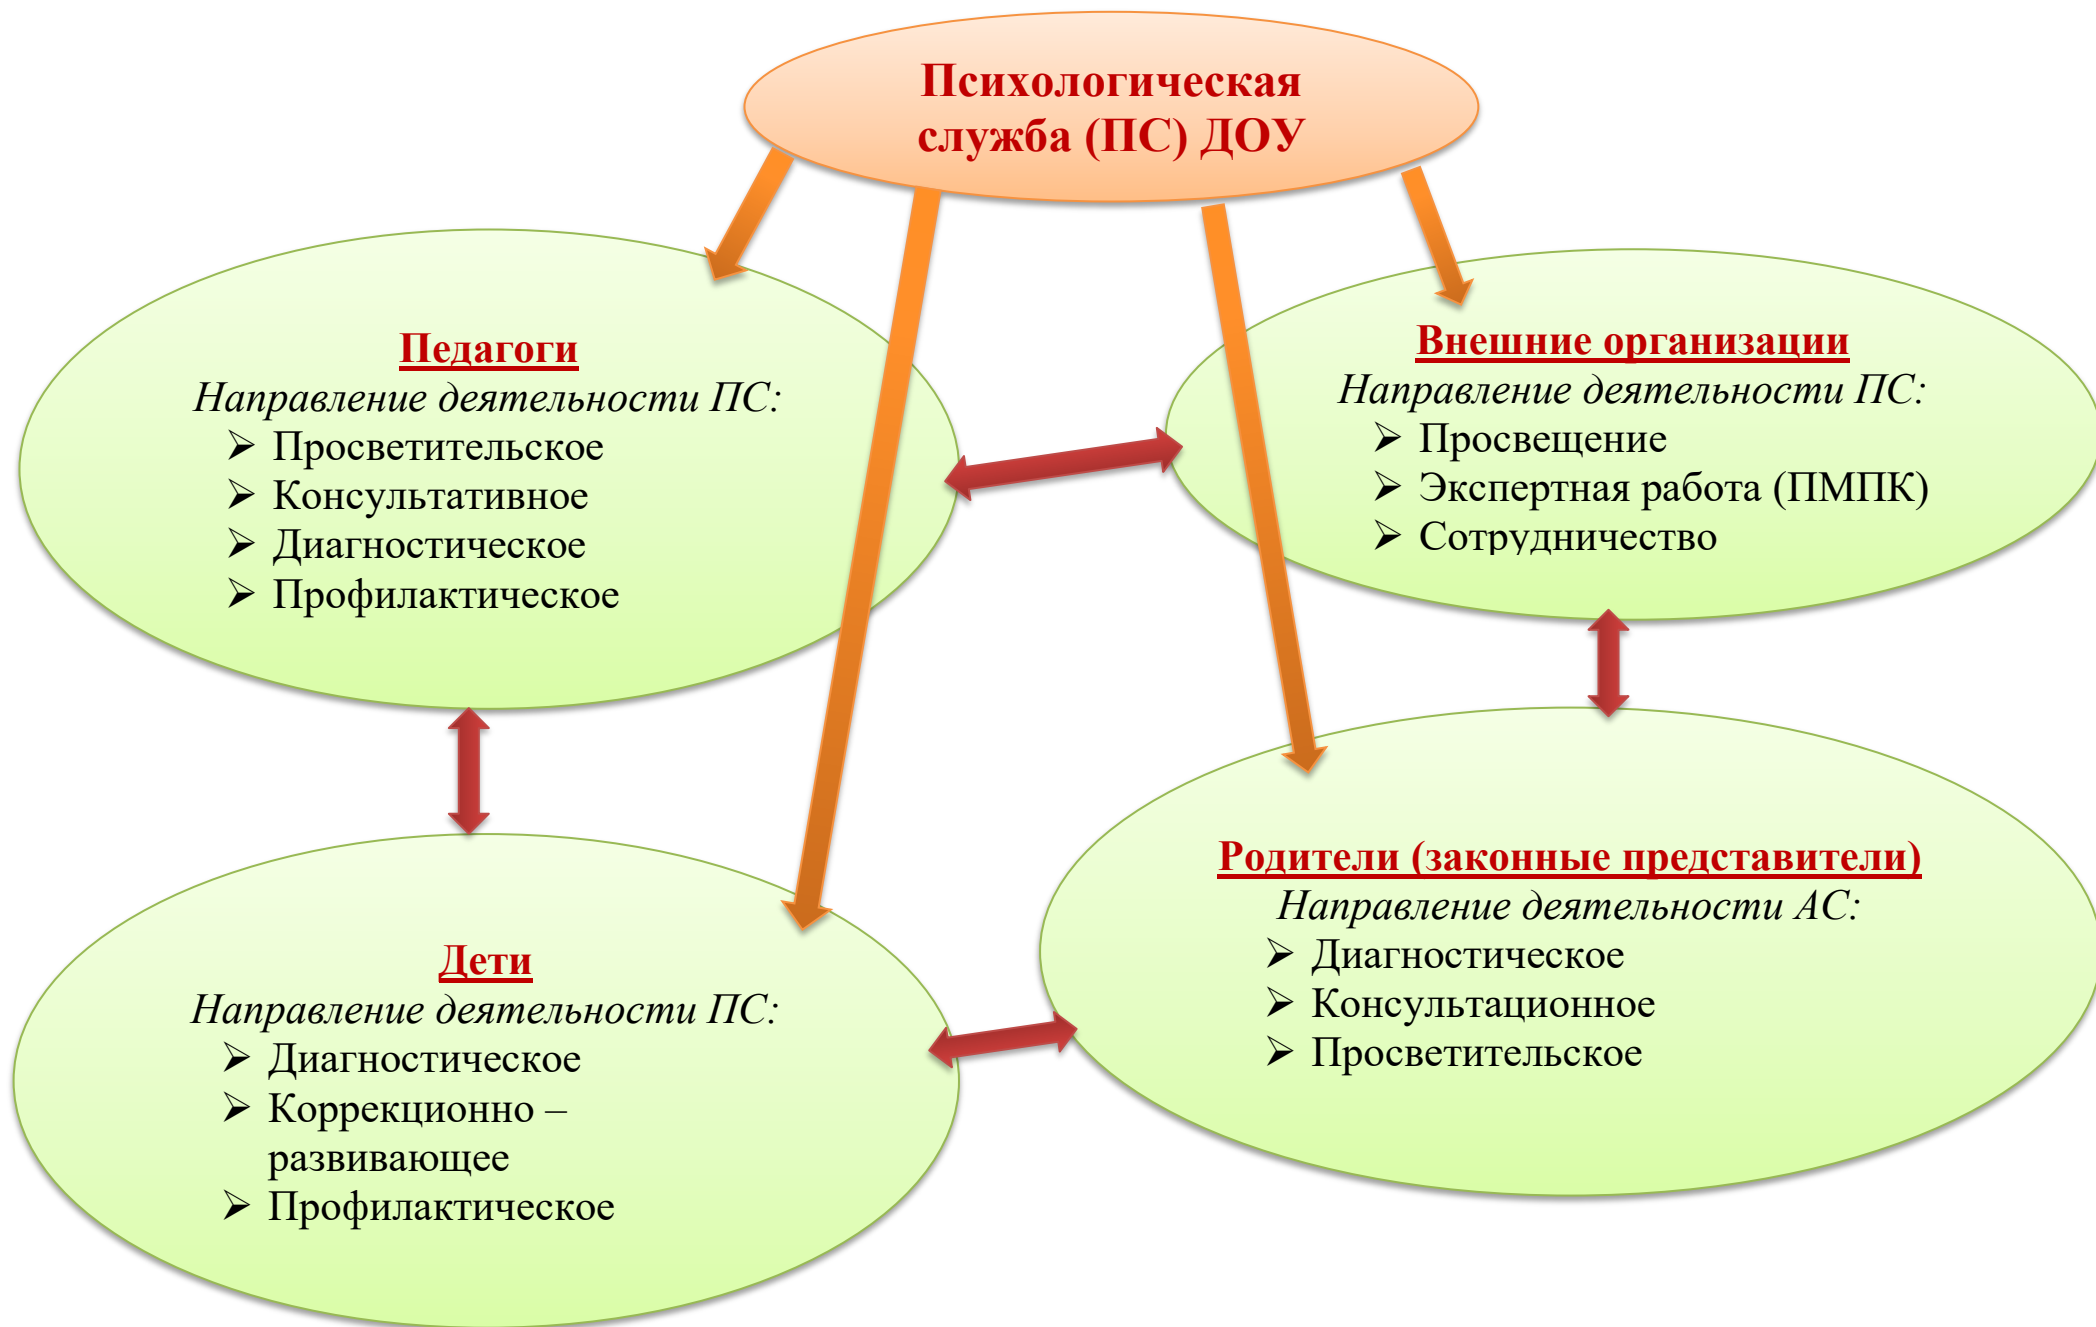 Психологическая
служба (ПС) ДОУ
Педагоги
Направление деятельности ПС:
Просветительское
Консультативное
Диагностическое
Профилактическое
Внешние организации
Направление деятельности ПС:
Просвещение
Экспертная работа (ПМПК)
Сотрудничество
Дети
Направление деятельности ПС:
Диагностическое
Коррекционно –
развивающее
Профилактическое
Родители (законные представители)
Направление деятельности АС:
Диагностическое
Консультационное
Просветительское